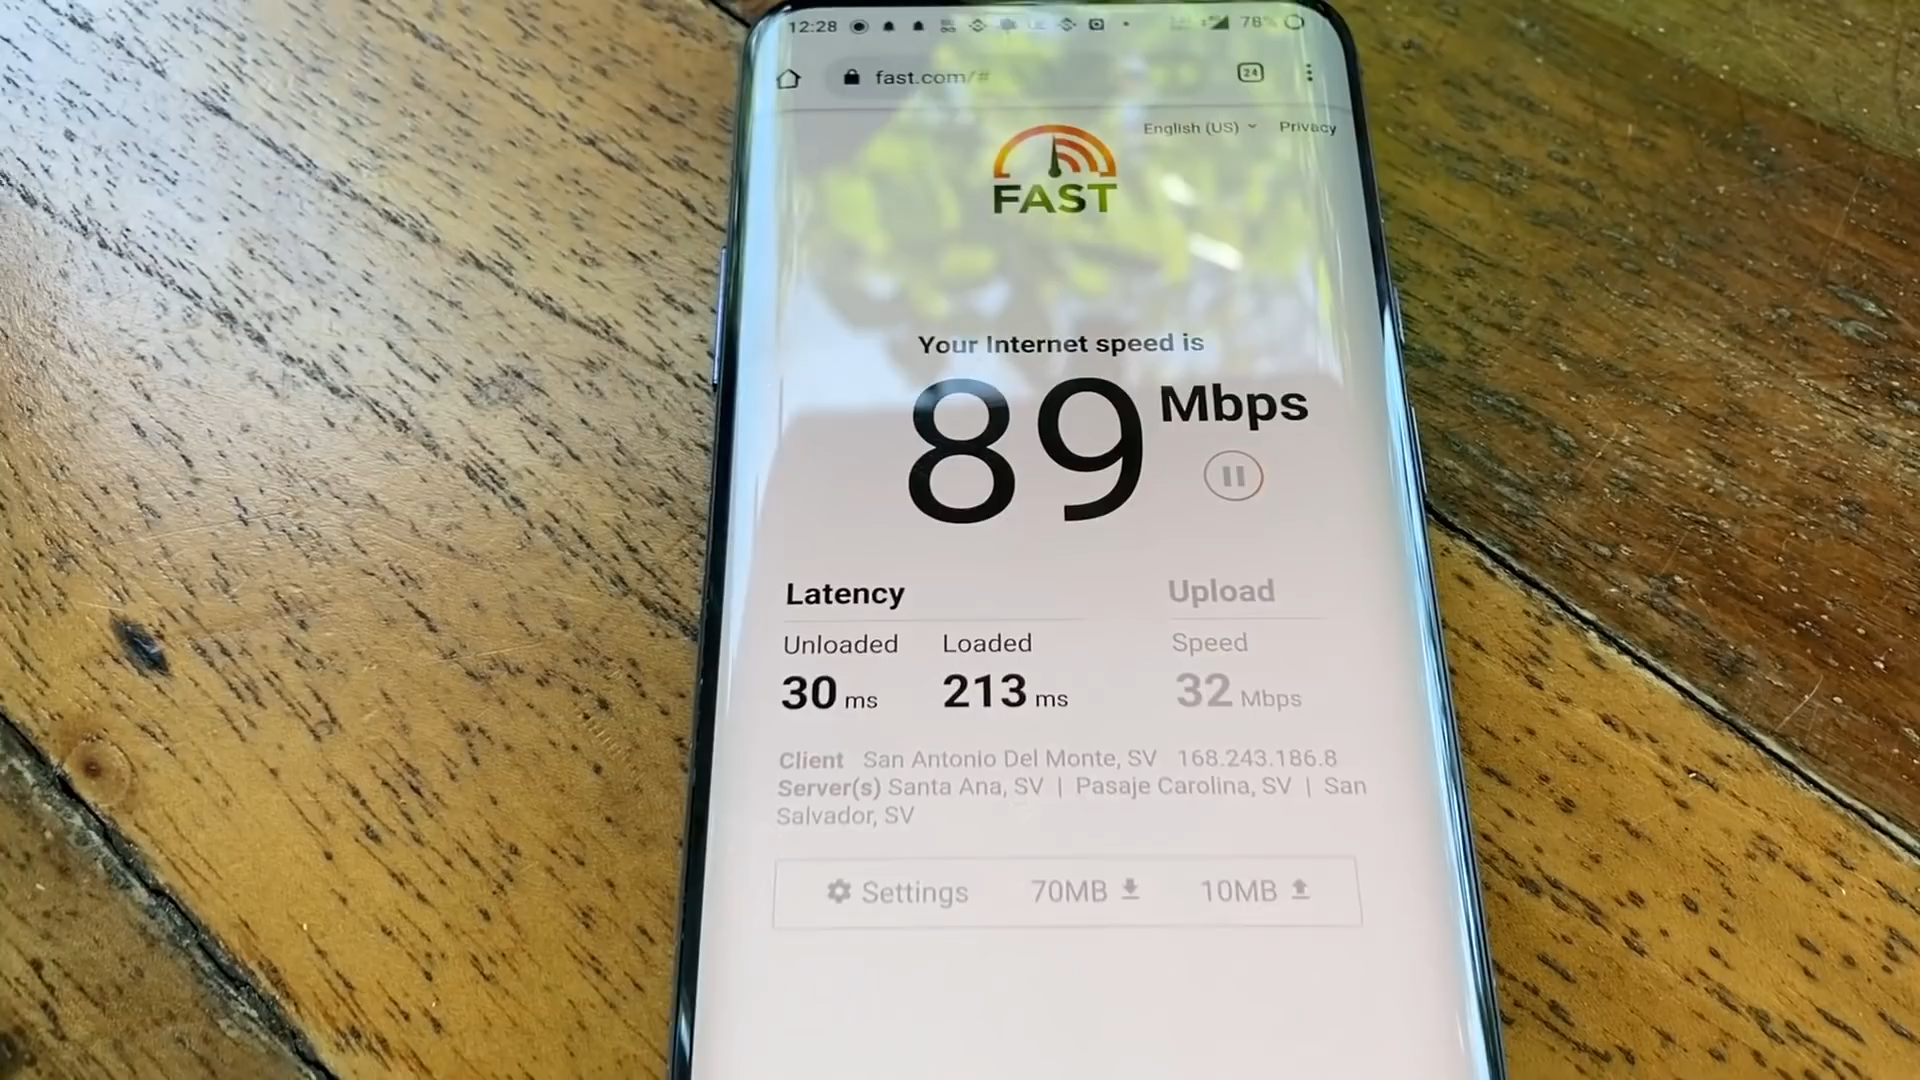 12:28 78%
fast.com/# 24
English (US) Privacy
FAST
Your Internet speed is
89 Mbps
Latency Upload
Unloaded Loaded Speed
30 ms 213 ms 32 Mbps
Client San Antonio Del Monte, SV 168.243.186.8
Server(s) Santa Ana, SV | Pasaje Carolina, SV | San
Salvador, SV
Settings 70MB 10MB